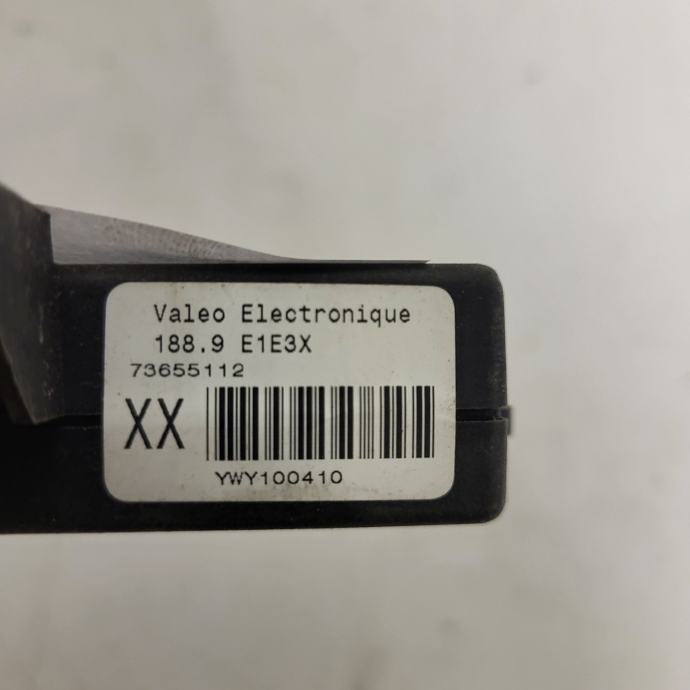 Valeo Electronique
188.9 E1E3X
73655112
XX
YWY100410